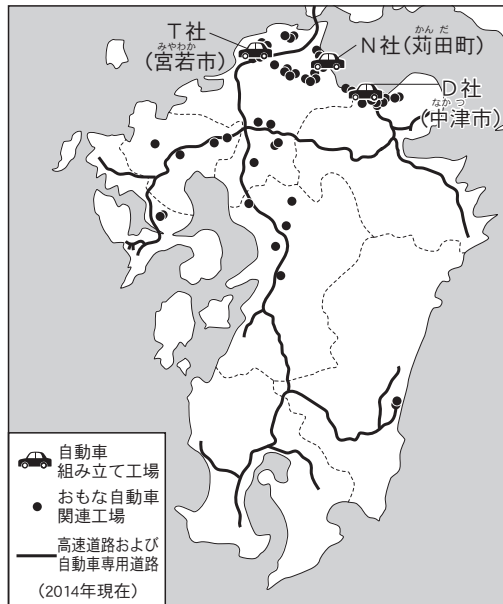 T社
みやわか
(宮若市)
かんだ
N社(苅田町)
D社
なかつ
(中津市)
自動車
組み立て工場
おもな自動車
関連工場
高速道路および
自動車専用道路
(2014年現在)